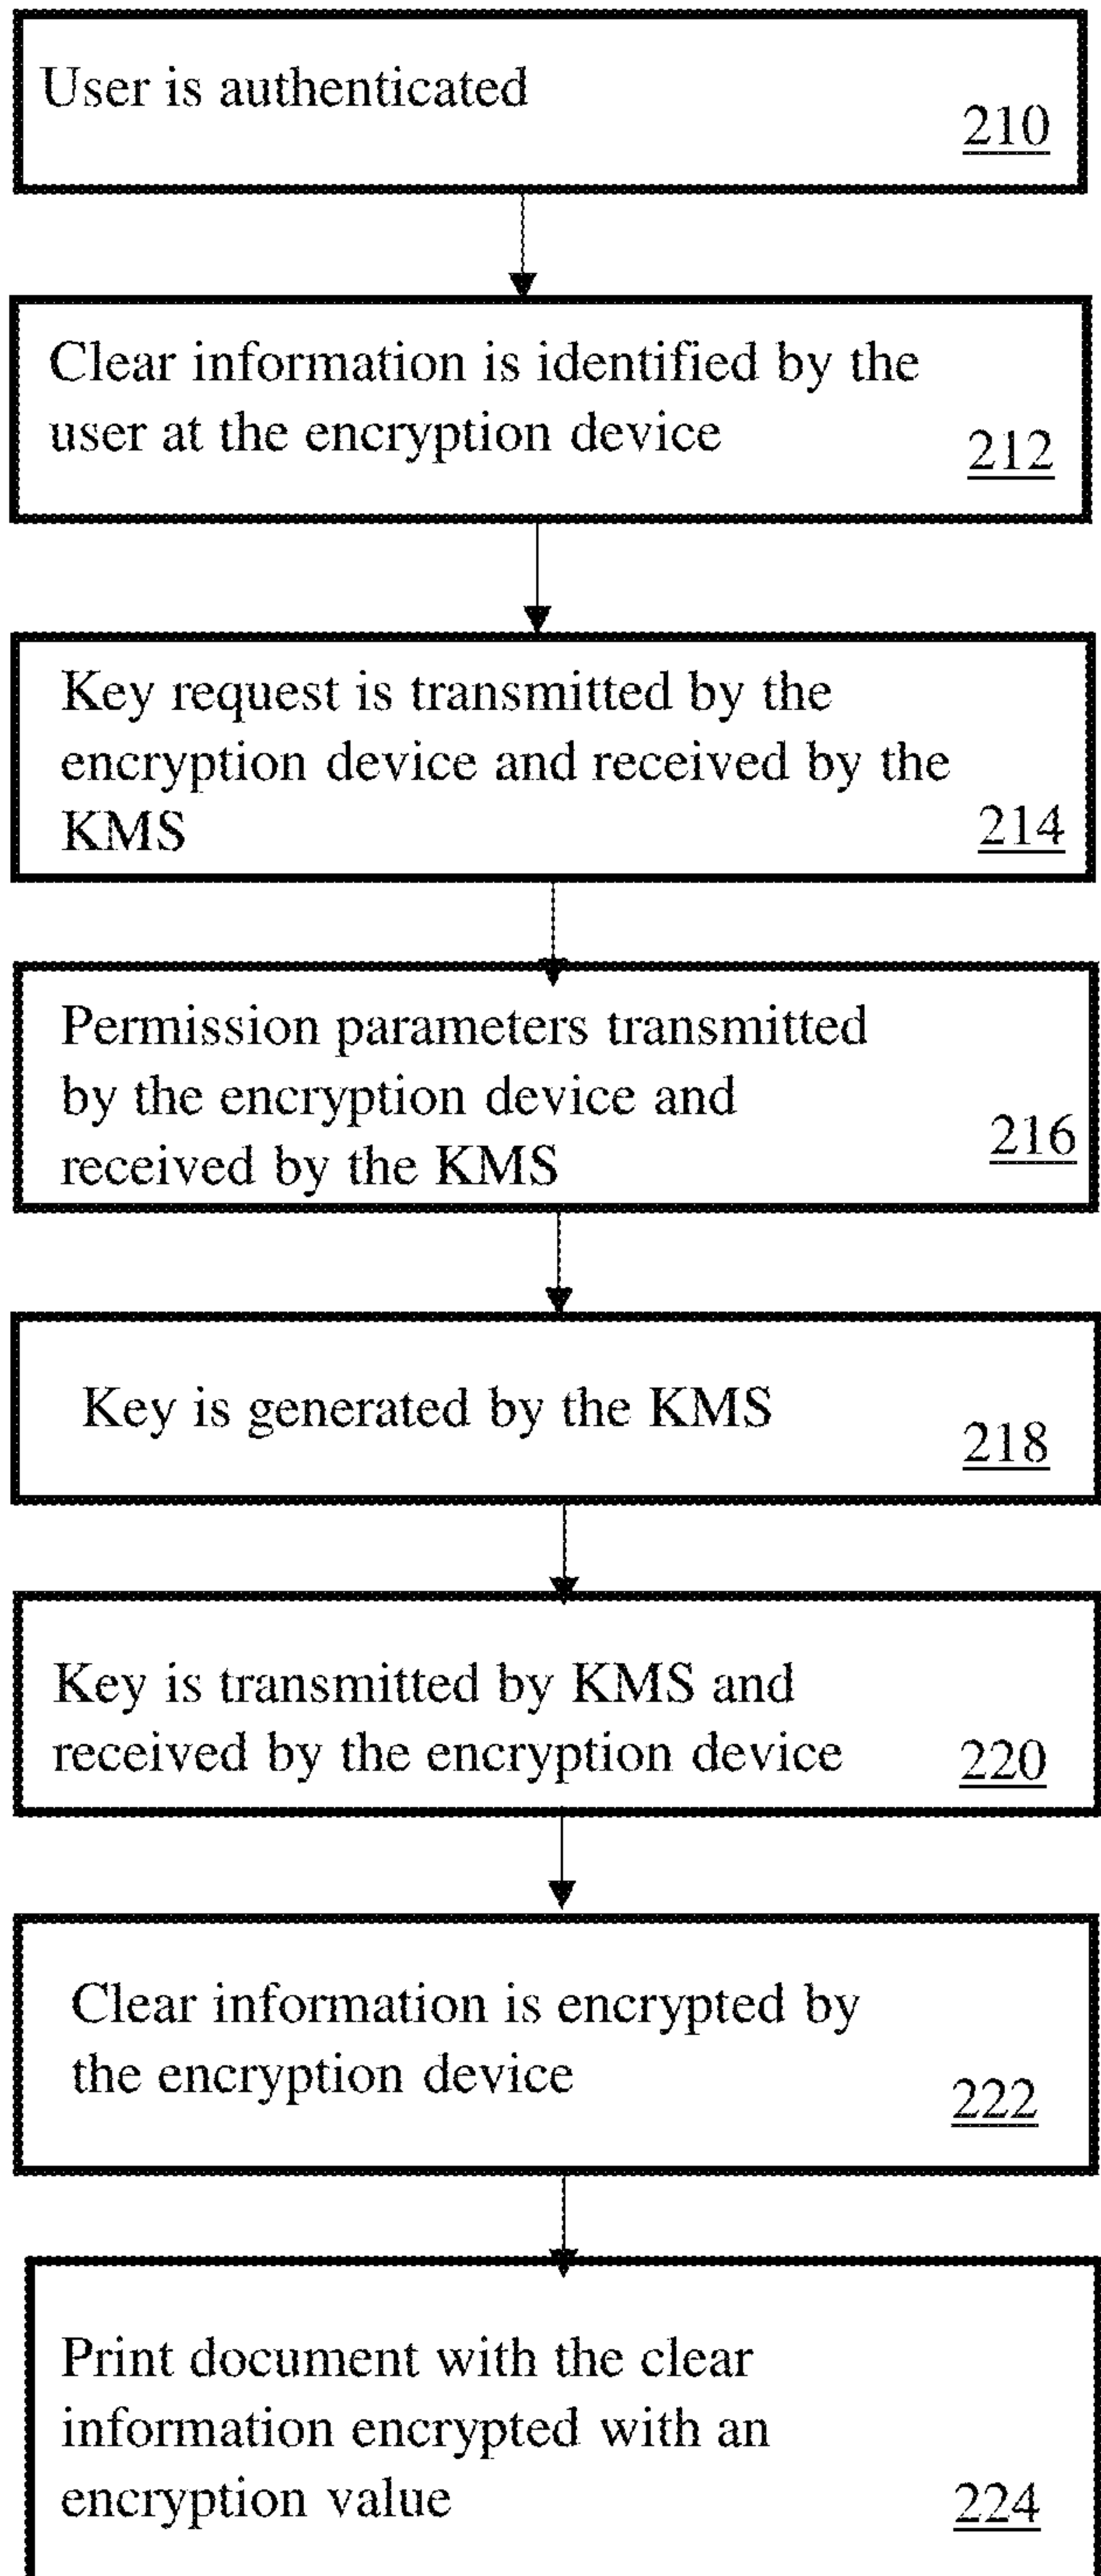 User is authenticated
210
Clear information is identified by the
user at the encryption device
212
Key request is transmitted by the
encryption device and received by the
KMS
214
Permission parameters transmitted
by the encryption device and
received by the KMS
216
Key is generated by the KMS
218
Key is transmitted by KMS and
received by the encryption device
220
Clear information is encrypted by
the encryption device
222
Print document with the clear
information encrypted with an
encryption value
224